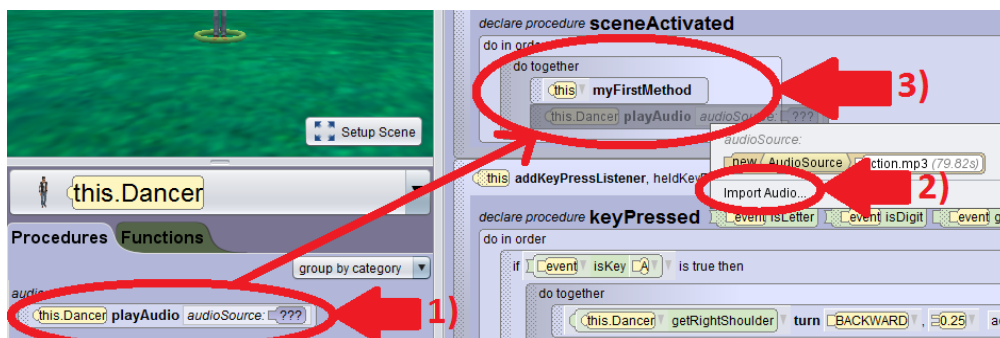 declare procedure sceneActivated
do in order
do together
this myFirstMethod
3)
this.Dancer playAudio audioSource: ???
audioSource:
new AudioSource ction.mp3 (79.82s)
Setup Scene
this addKeyPressListener, heldKey
Import Audio...
2)
this.Dancer
declare procedure keyPressed event isLetter event isDigit event g
Procedures Functions
do in order
group by category
if event isKey A is true then
audio
do together
this.Dancer playAudio audioSource: ???
1)
this.Dancer getRightShoulder turn BACKWARD , 0.25 a